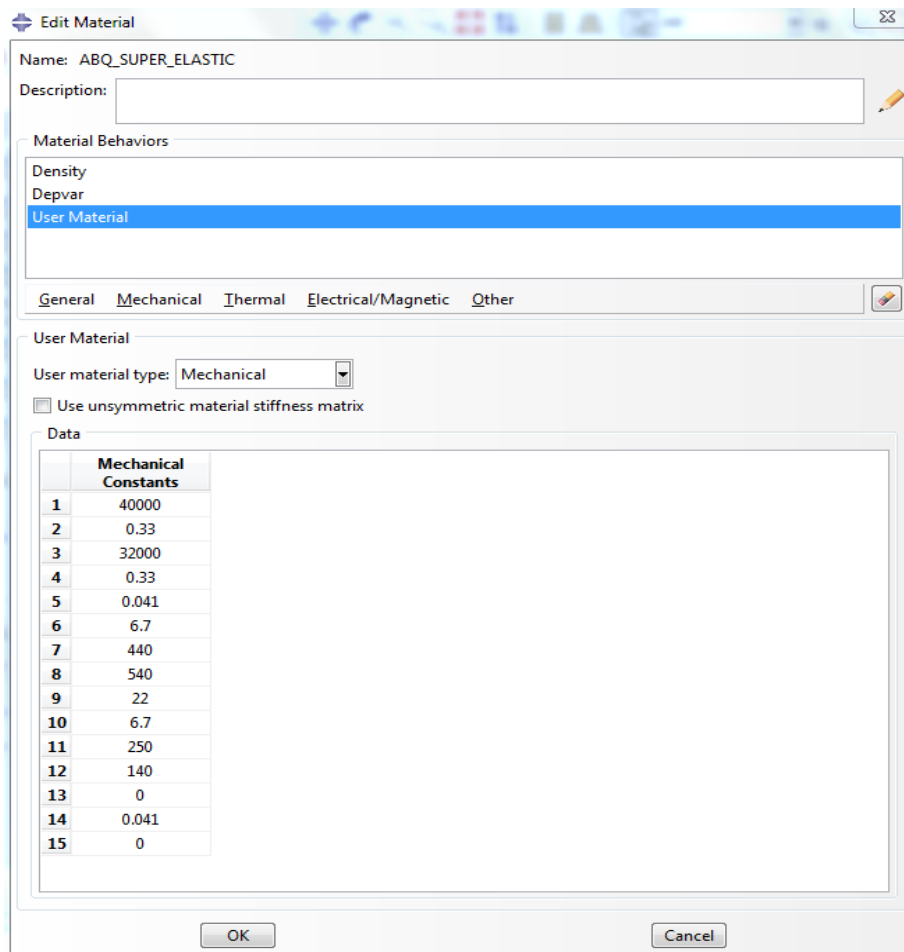 Edit Material
Name: ABQ_SUPER_ELASTIC
Description:
Material Behaviors
Density
Depvar
User Material
General Mechanical Thermal Electrical/Magnetic Other
User Material
User material type: Mechanical
Use unsymmetric material stiffness matrix
Data
Mechanical
Constants
1 40000
2 0.33
3 32000
4 0.33
5 0.041
6 6.7
7 440
8 540
9 22
10 6.7
11 250
12 140
13 0
14 0.041
15 0
OK Cancel